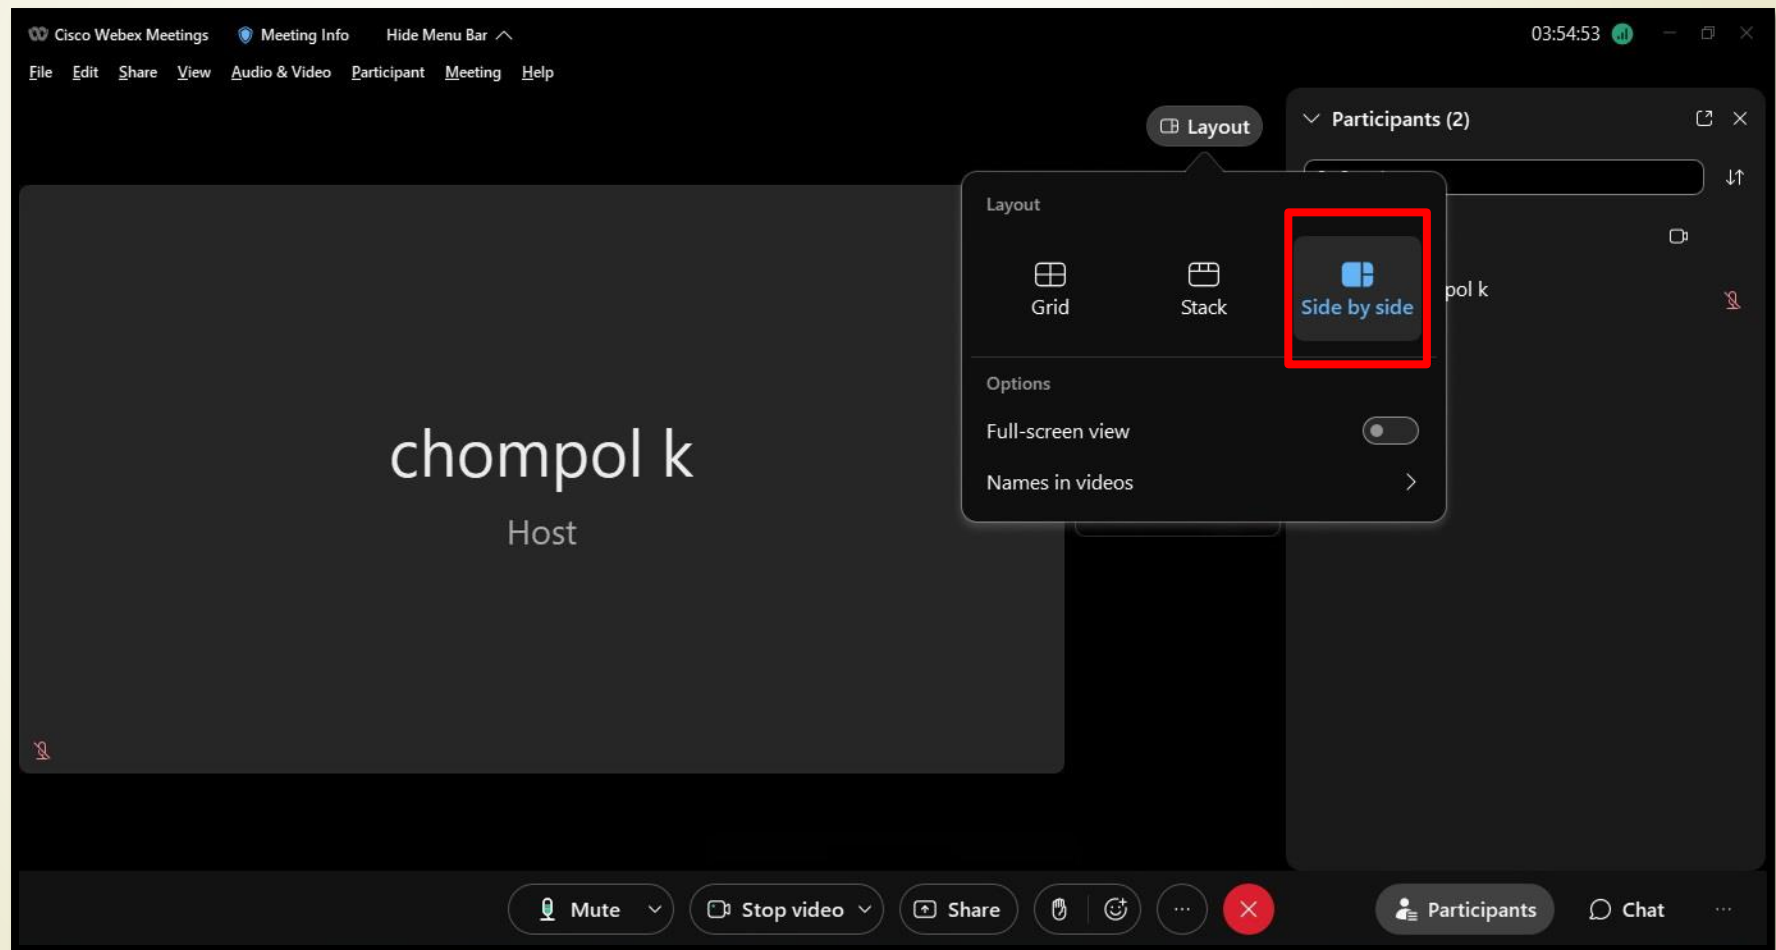 Cisco Webex Meetings Meeting Info Hide Menu Bar 03:54:53
File Edit Share View Audio & Video Participant Meeting Help
Layout
Participants (2)
Layout
Grid
Stack
Side by side
pol k
Options
Full-screen view
Names in videos
chompol k
Host
Mute Stop video Share Participants Chat